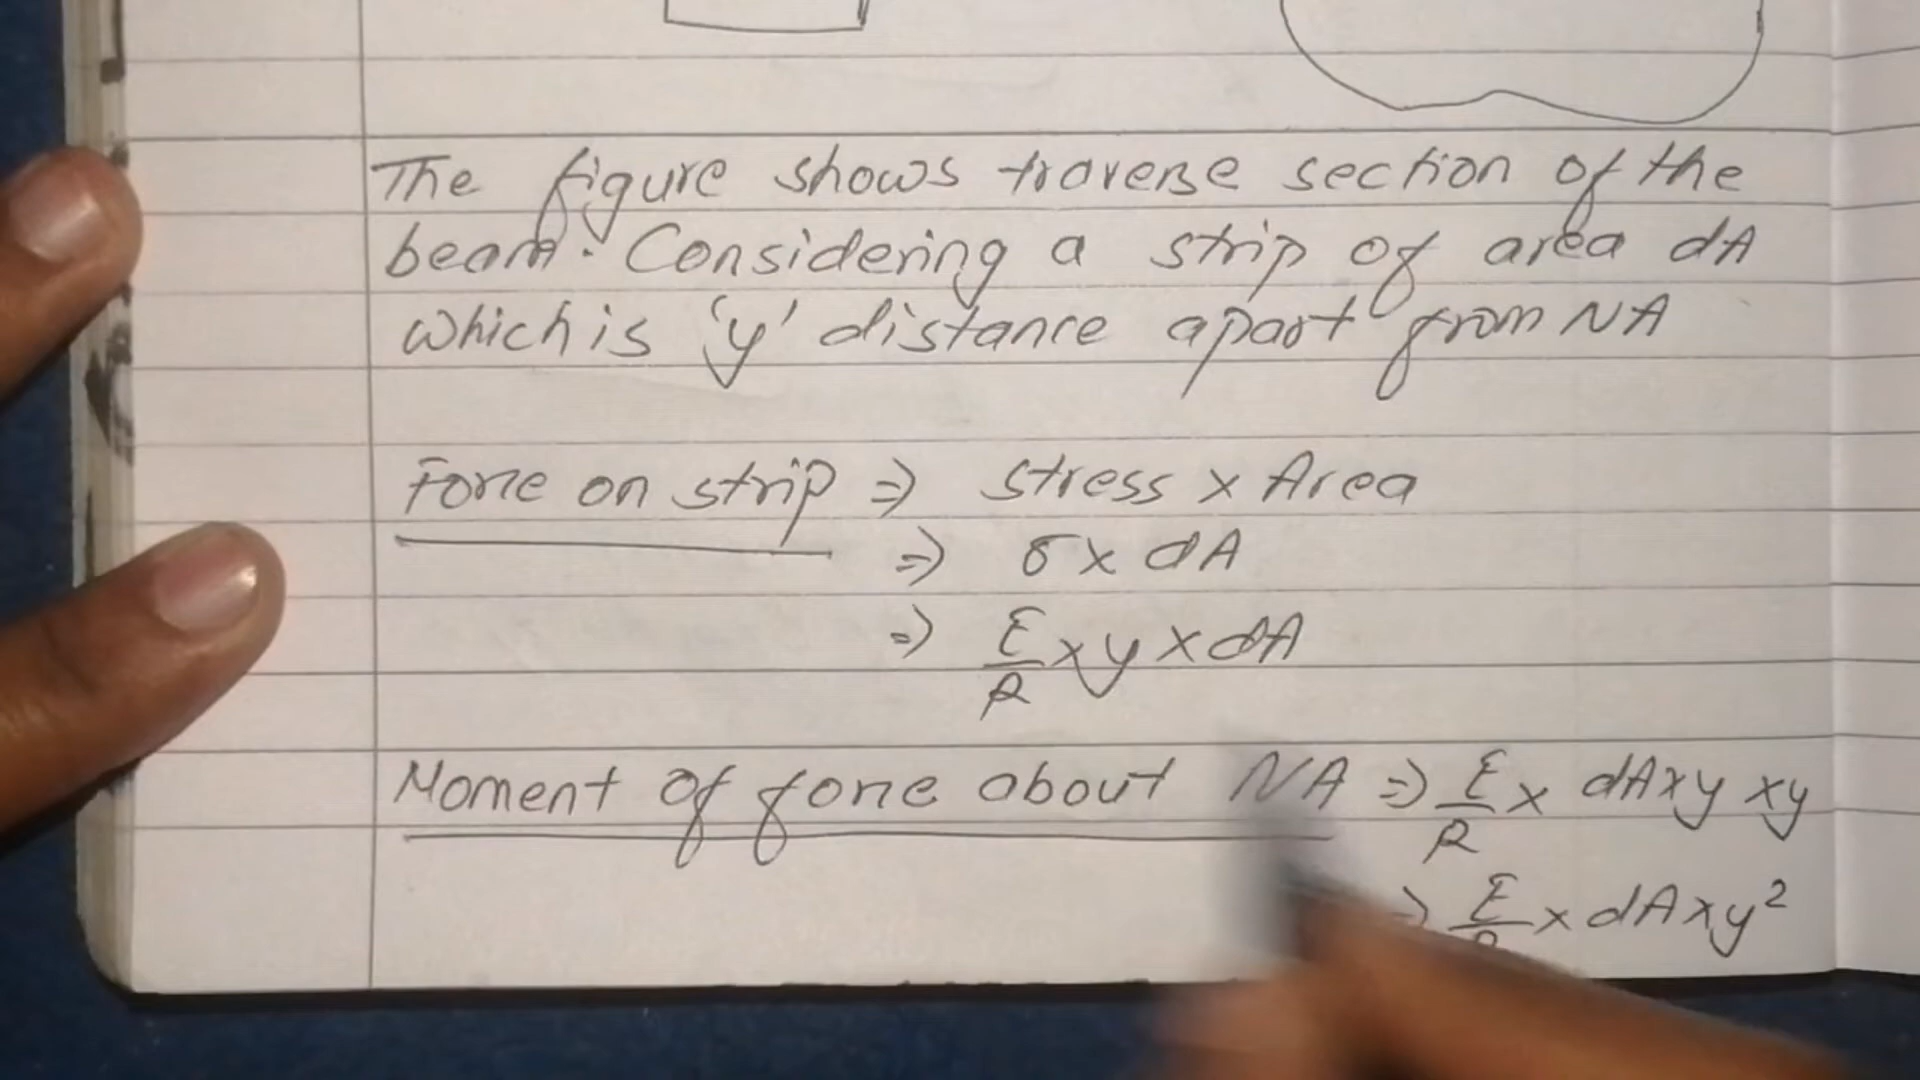 The figure shows traverse section of the
beam. Considering a strip of area dA
which is 'y' distance apart from NA
Force on strip ⇒ stress × Area
⇒ σ × dA
⇒ E/R × y × dA
Moment of force about NA ⇒ E/R × dA × y × y
⇒ E/R × dA × y²